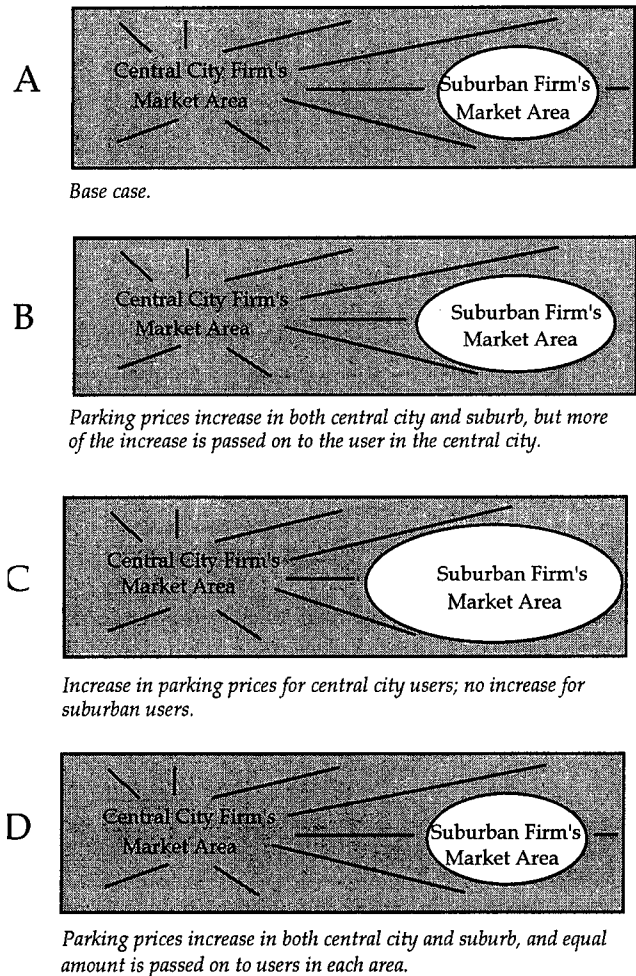 A
Central City Firm's
Market Area
Suburban Firm's
Market Area
Base case.
B
Central City Firm's
Market Area
Suburban Firm's
Market Area
Parking prices increase in both central city and suburb, but more
of the increase is passed on to the user in the central city.
C
Central City Firm's
Market Area
Suburban Firm's
Market Area
Increase in parking prices for central city users; no increase for
suburban users.
D
Central City Firm's
Market Area
Suburban Firm's
Market Area
Parking prices increase in both central city and suburb, and equal
amount is passed on to users in each area.